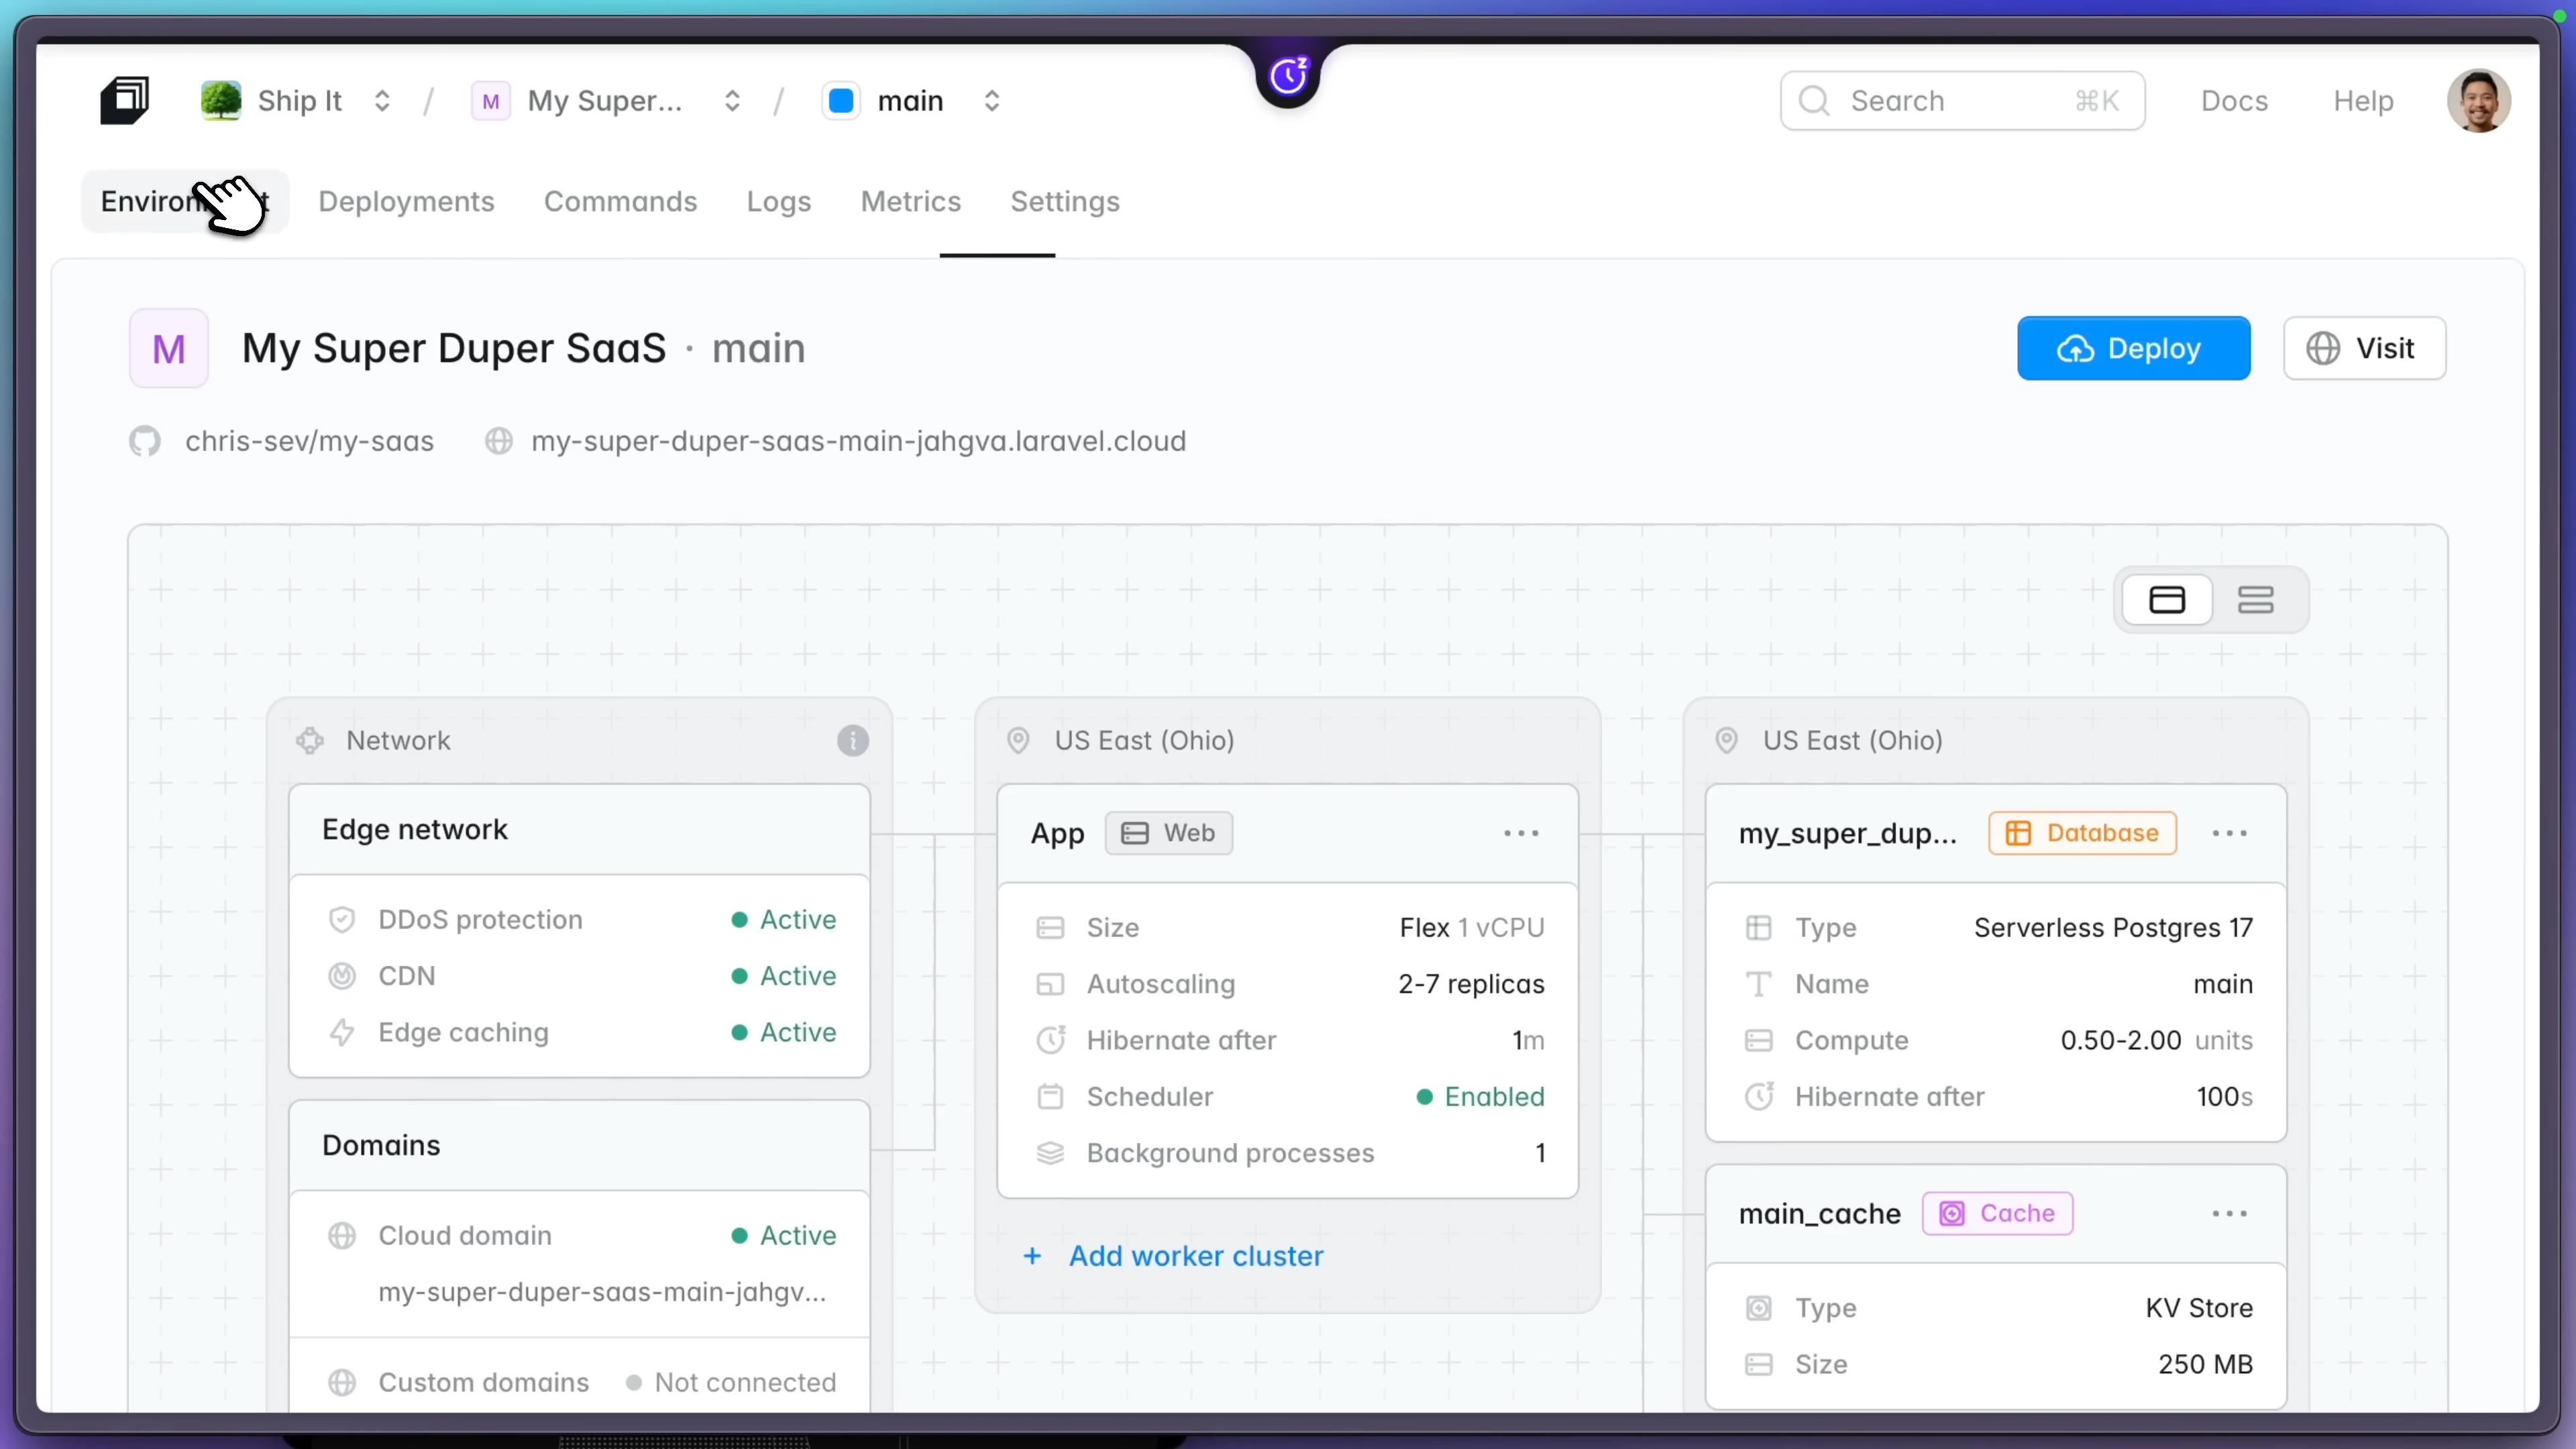 Ship It / M My Super... / main
Search ⌘K Docs Help
Deployments Commands Logs Metrics Settings
M My Super Duper SaaS · main
Deploy Visit
chris-sev/my-saas my-super-duper-saas-main-jahgva.laravel.cloud
Network
Edge network
DDoS protection Active
CDN Active
Edge caching Active
Domains
Cloud domain Active
my-super-duper-saas-main-jahgv...
Custom domains Not connected
US East (Ohio)
App Web
Size Flex 1 vCPU
Autoscaling 2-7 replicas
Hibernate after 1m
Scheduler Enabled
Background processes 1
+ Add worker cluster
US East (Ohio)
my_super_dup... Database
Type Serverless Postgres 17
Name main
Compute 0.50-2.00 units
Hibernate after 100s
main_cache Cache
Type KV Store
Size 250 MB